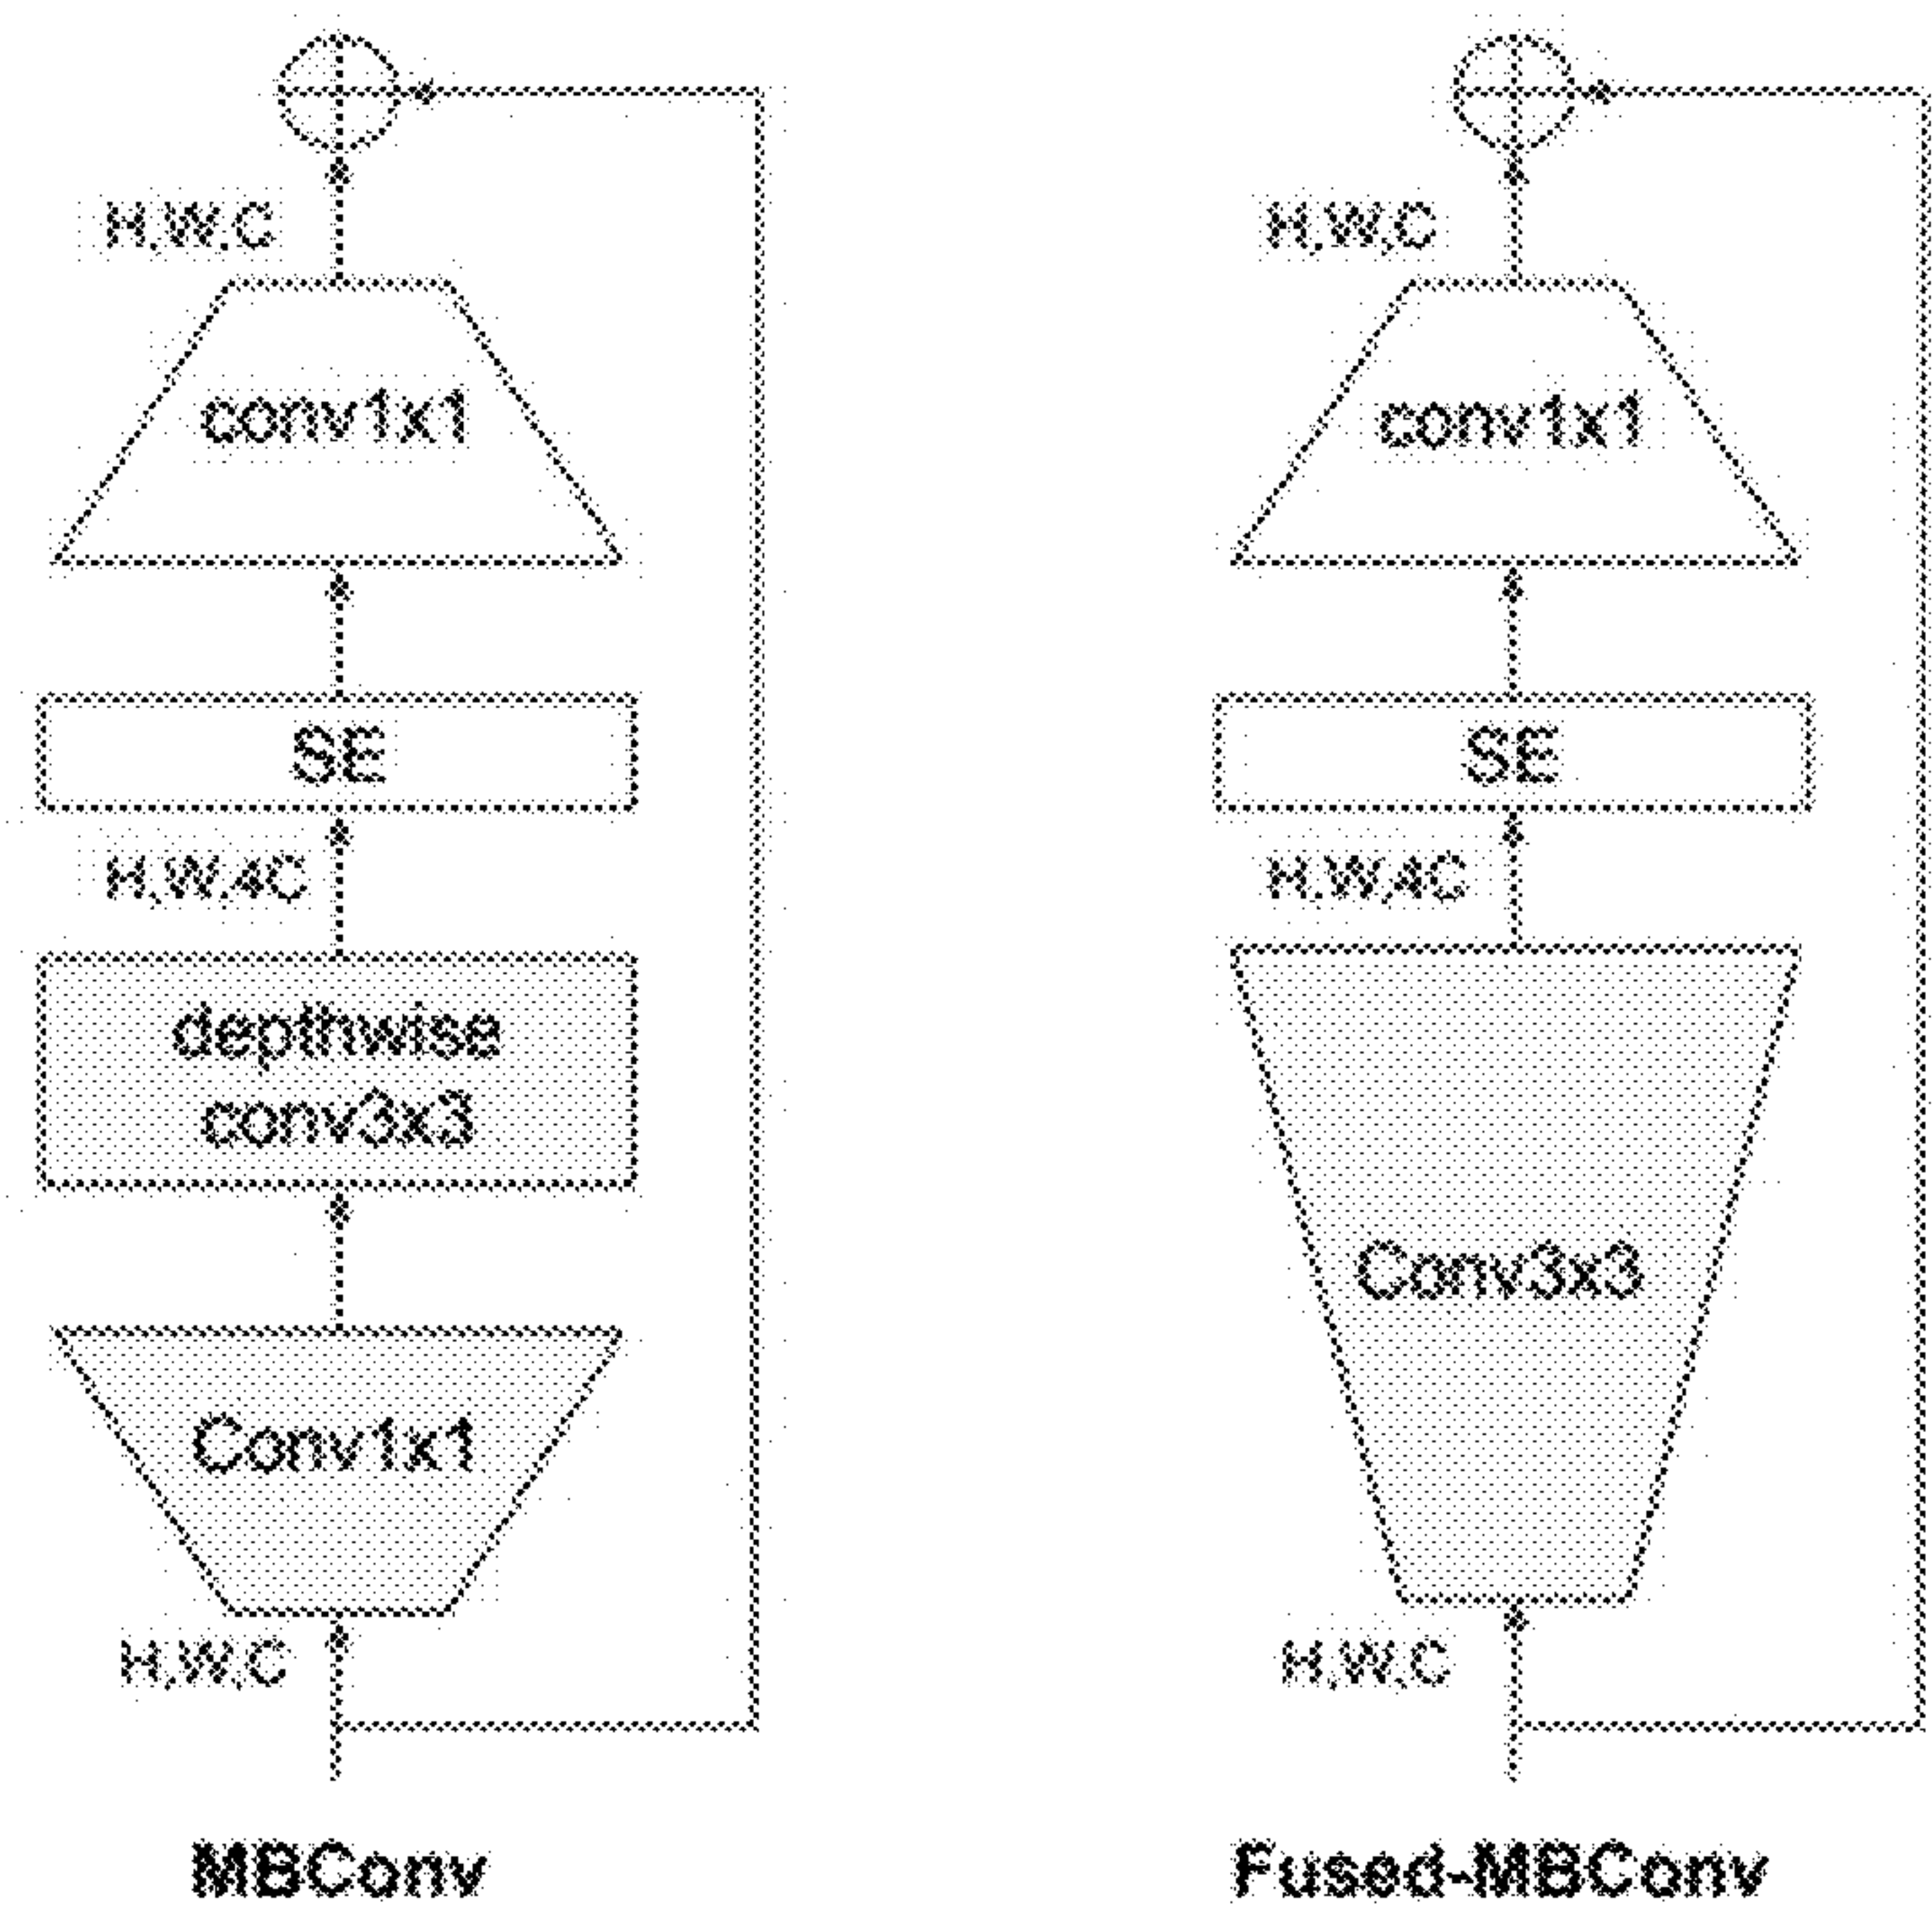 H,W,C
conv1x1
SE
H,W,4C
depthwise
conv3x3
Conv1x1
H,W,C
MBConv
H,W,C
conv1x1
SE
H,W,4C
Conv3x3
H,W,C
Fused-MBConv